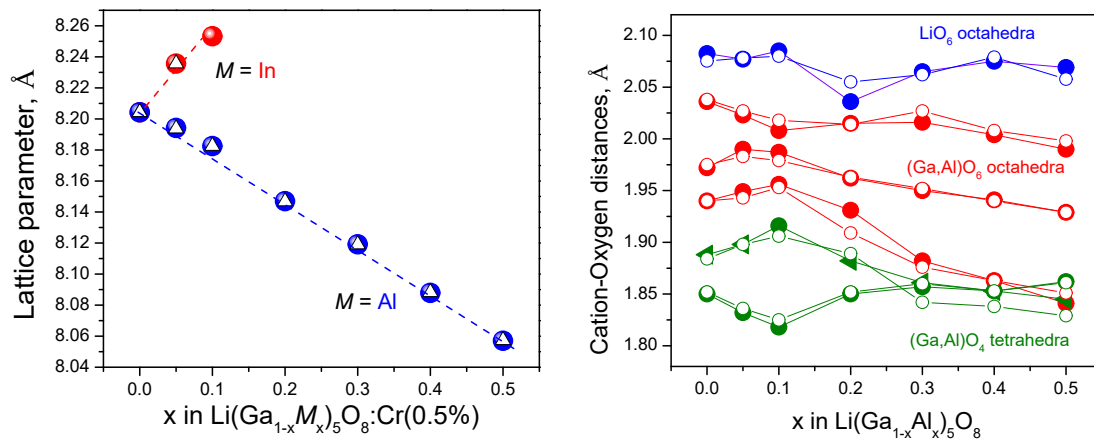 8.26
8.24
8.22
8.20
8.18
8.16
8.14
8.12
8.10
8.08
8.06
8.04
Lattice parameter, Å
M = In
M = Al
0.0 0.1 0.2 0.3 0.4 0.5
x in Li(Ga1-xMx)5O8:Cr(0.5%)
2.10
2.05
2.00
1.95
1.90
1.85
1.80
Cation-Oxygen distances, Å
LiO6 octahedra
(Ga,Al)O6 octahedra
(Ga,Al)O4 tetrahedra
0.0 0.1 0.2 0.3 0.4 0.5
x in Li(Ga1-xAlx)5O8